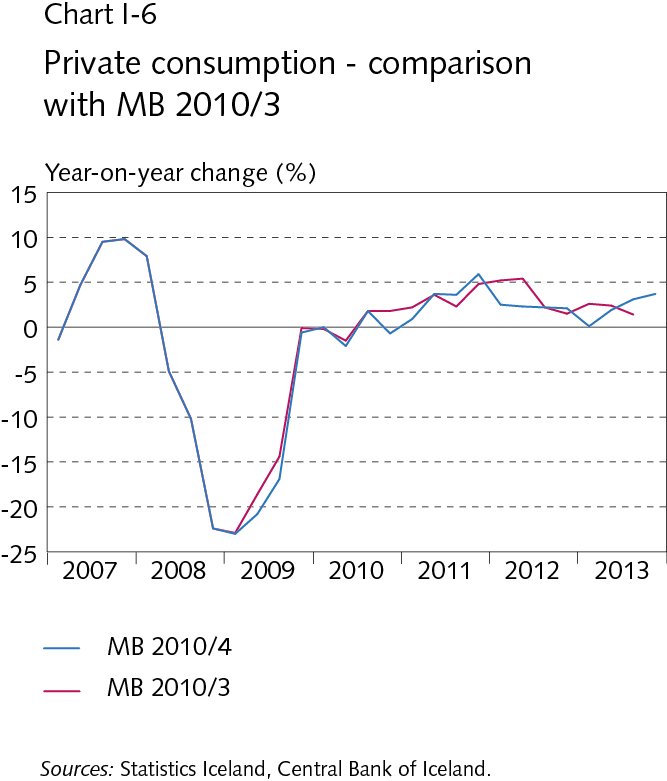 Chart I-6
Private consumption - comparison
with MB 2010/3
Year-on-year change (%)
15
10
5
0
-5
-10
-15
-20
-25
2007 2008 2009 2010 2011 2012 2013
MB 2010/4
MB 2010/3
Sources: Statistics Iceland, Central Bank of Iceland.